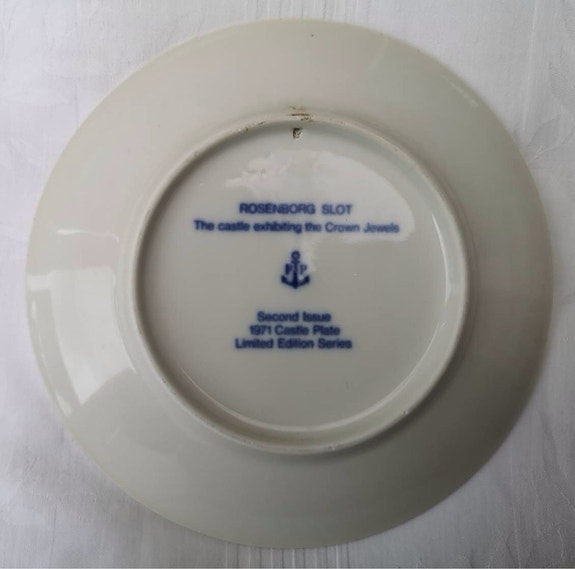 ROSENBORG SLOT
The castle exhibiting the Crown Jewels
P P
Second Issue
1971 Castle Plate
Limited Edition Series